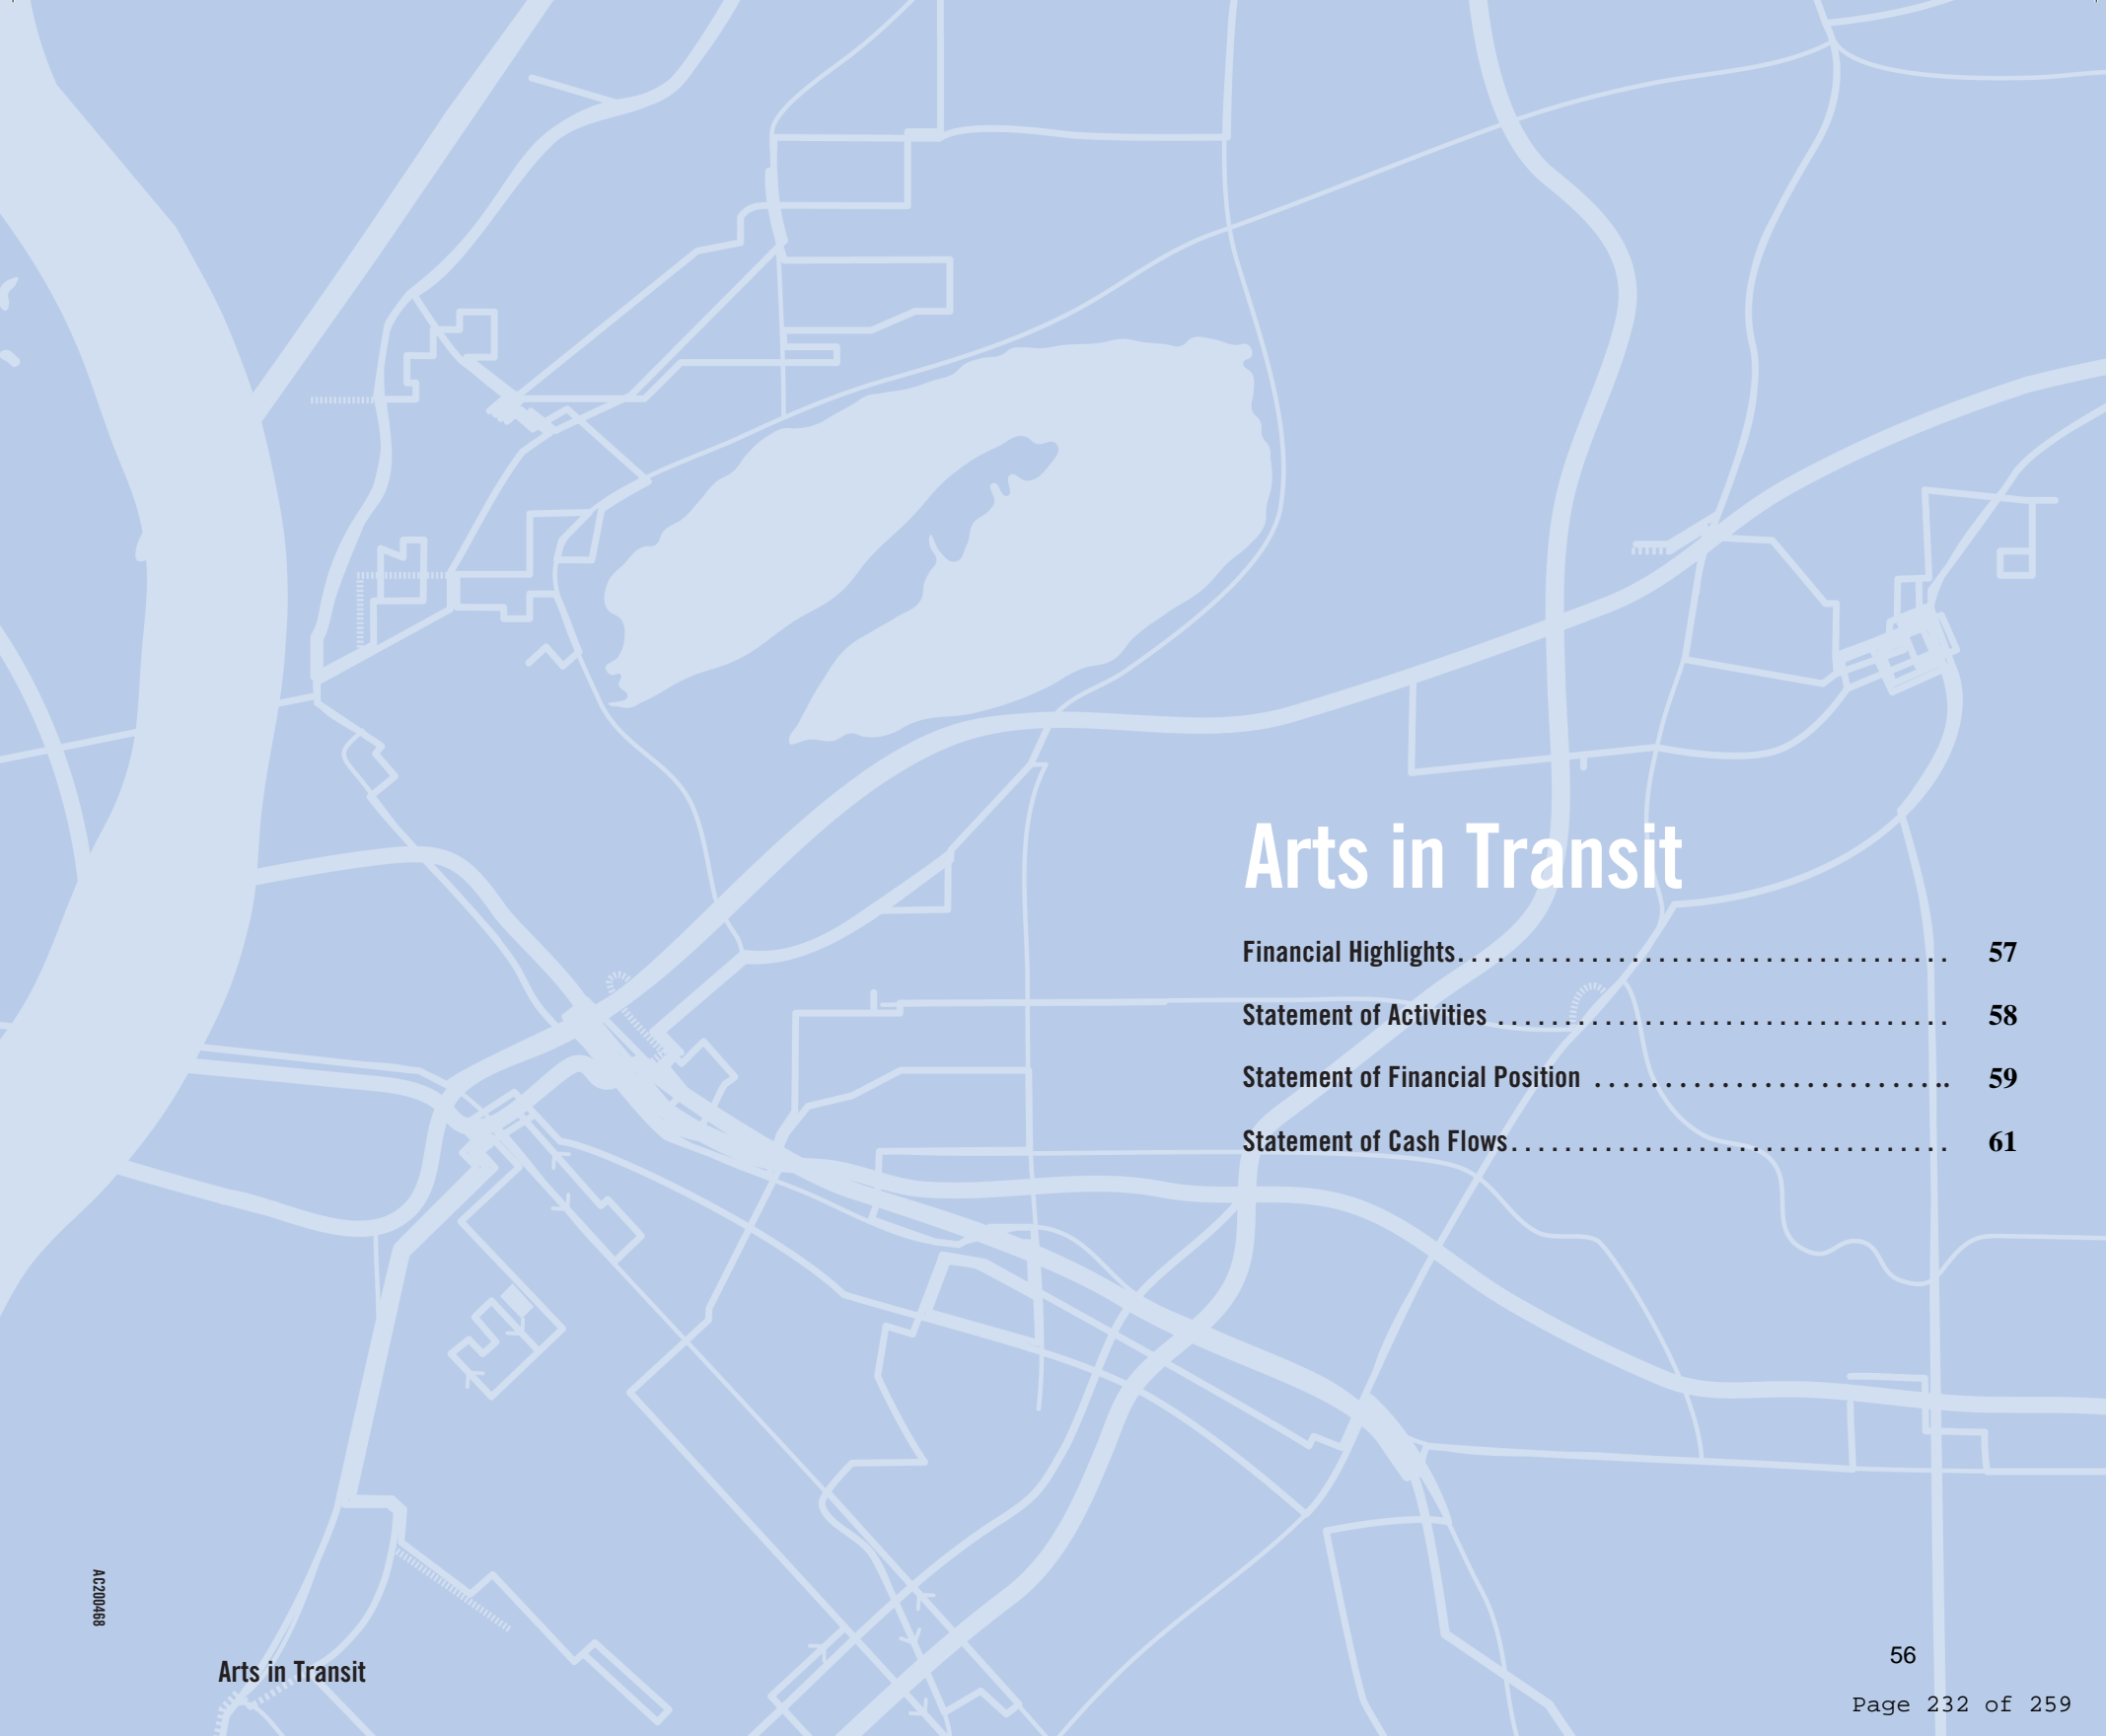 Arts in Transit
Financial Highlights. . . . . . . . . . . . . . . . . . . . . . . . . . . . . . . . . . . . . . 57
Statement of Activities . . . . . . . . . . . . . . . . . . . . . . . . . . . . . . . . . . . 58
Statement of Financial Position . . . . . . . . . . . . . . . . . . . . . . . . . .. 59
Statement of Cash Flows. . . . . . . . . . . . . . . . . . . . . . . . . . . . . . . . . . 61
AC200468
Arts in Transit
56
Page 232 of 259